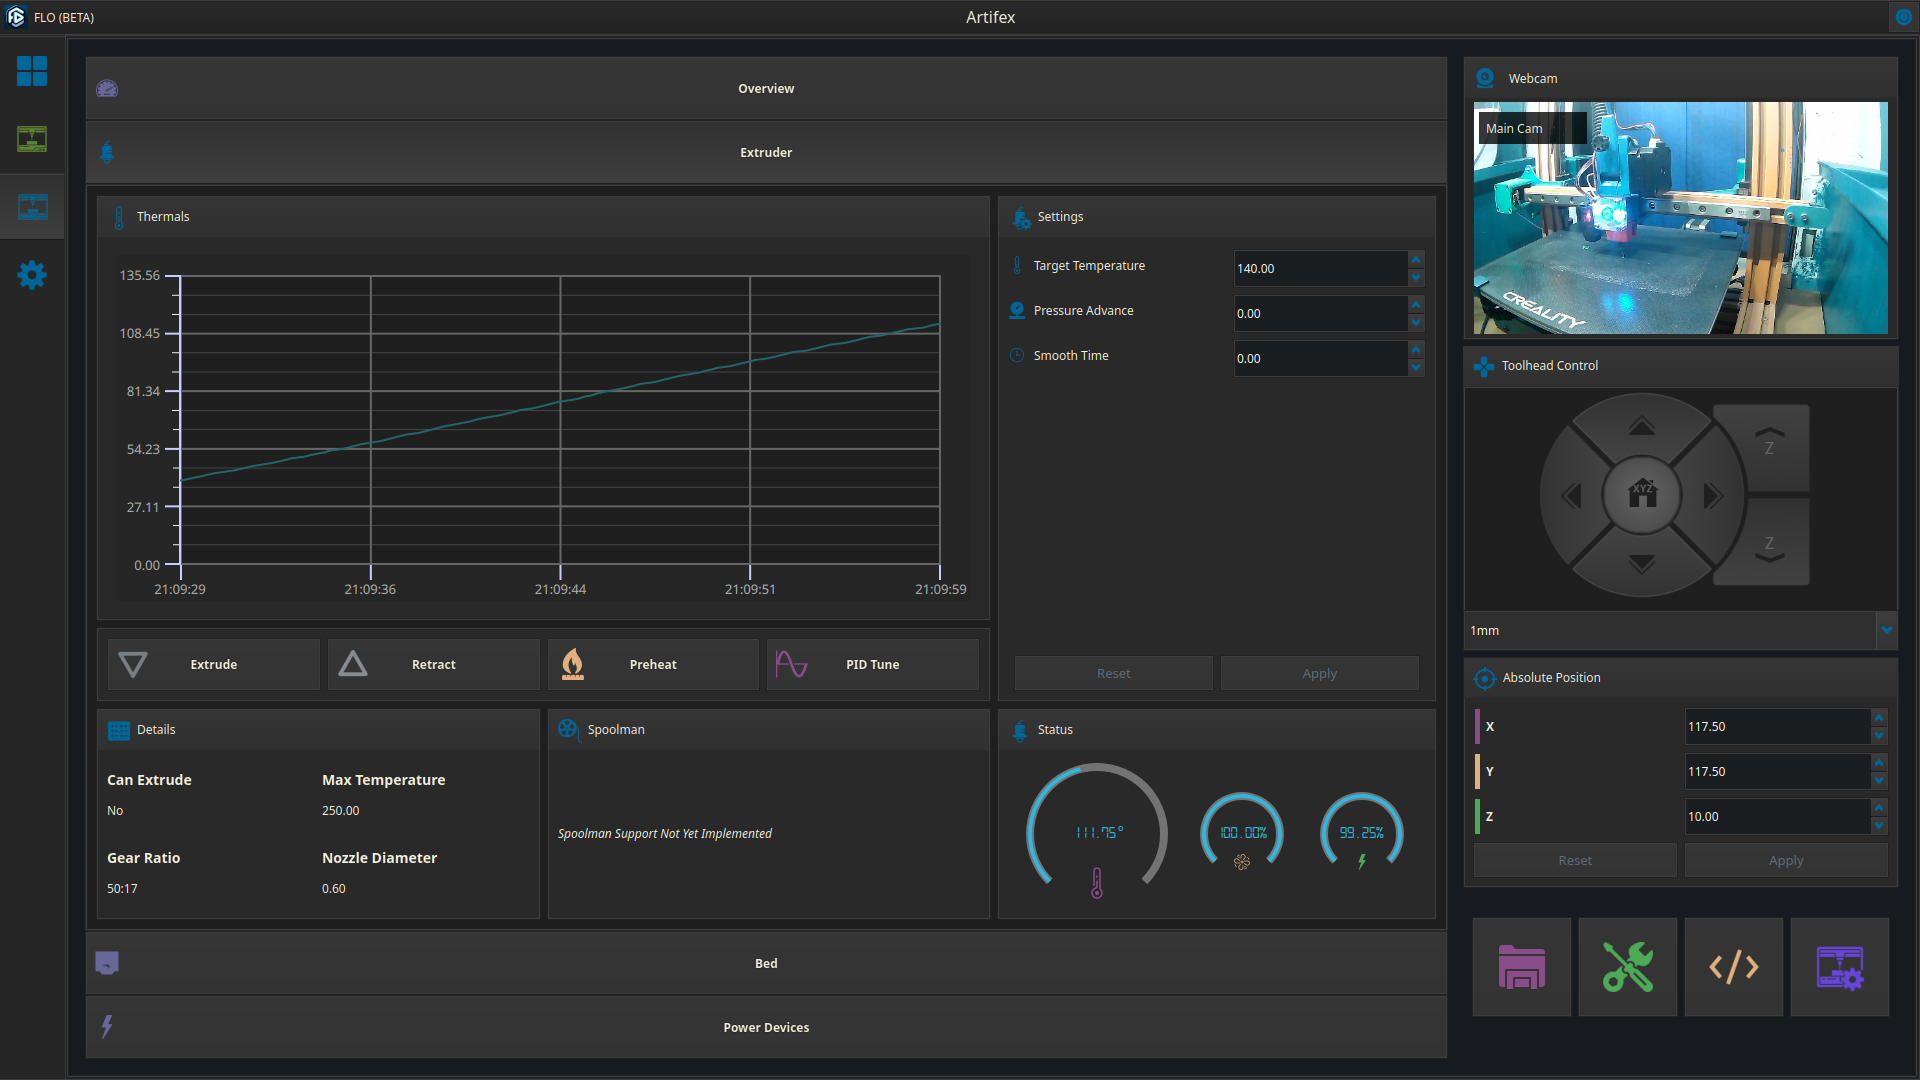 FLO (BETA)
Artifex
Overview
Extruder
Thermals
135.56
108.45
81.34
54.23
27.11
0.00
21:09:29
21:09:36
21:09:44
21:09:51
21:09:59
Extrude
Retract
Preheat
PID Tune
Settings
Target Temperature
140.00
Pressure Advance
0.00
Smooth Time
0.00
Reset
Apply
Details
Can Extrude
No
Max Temperature
250.00
Gear Ratio
50:17
Nozzle Diameter
0.60
Spoolman
Spoolman Support Not Yet Implemented
Status
111.75°
100.00%
99.25%
Bed
Power Devices
Webcam
Main Cam
CREALITY
Toolhead Control
XYZ
Z
Z
1mm
Absolute Position
X
117.50
Y
117.50
Z
10.00
Reset
Apply